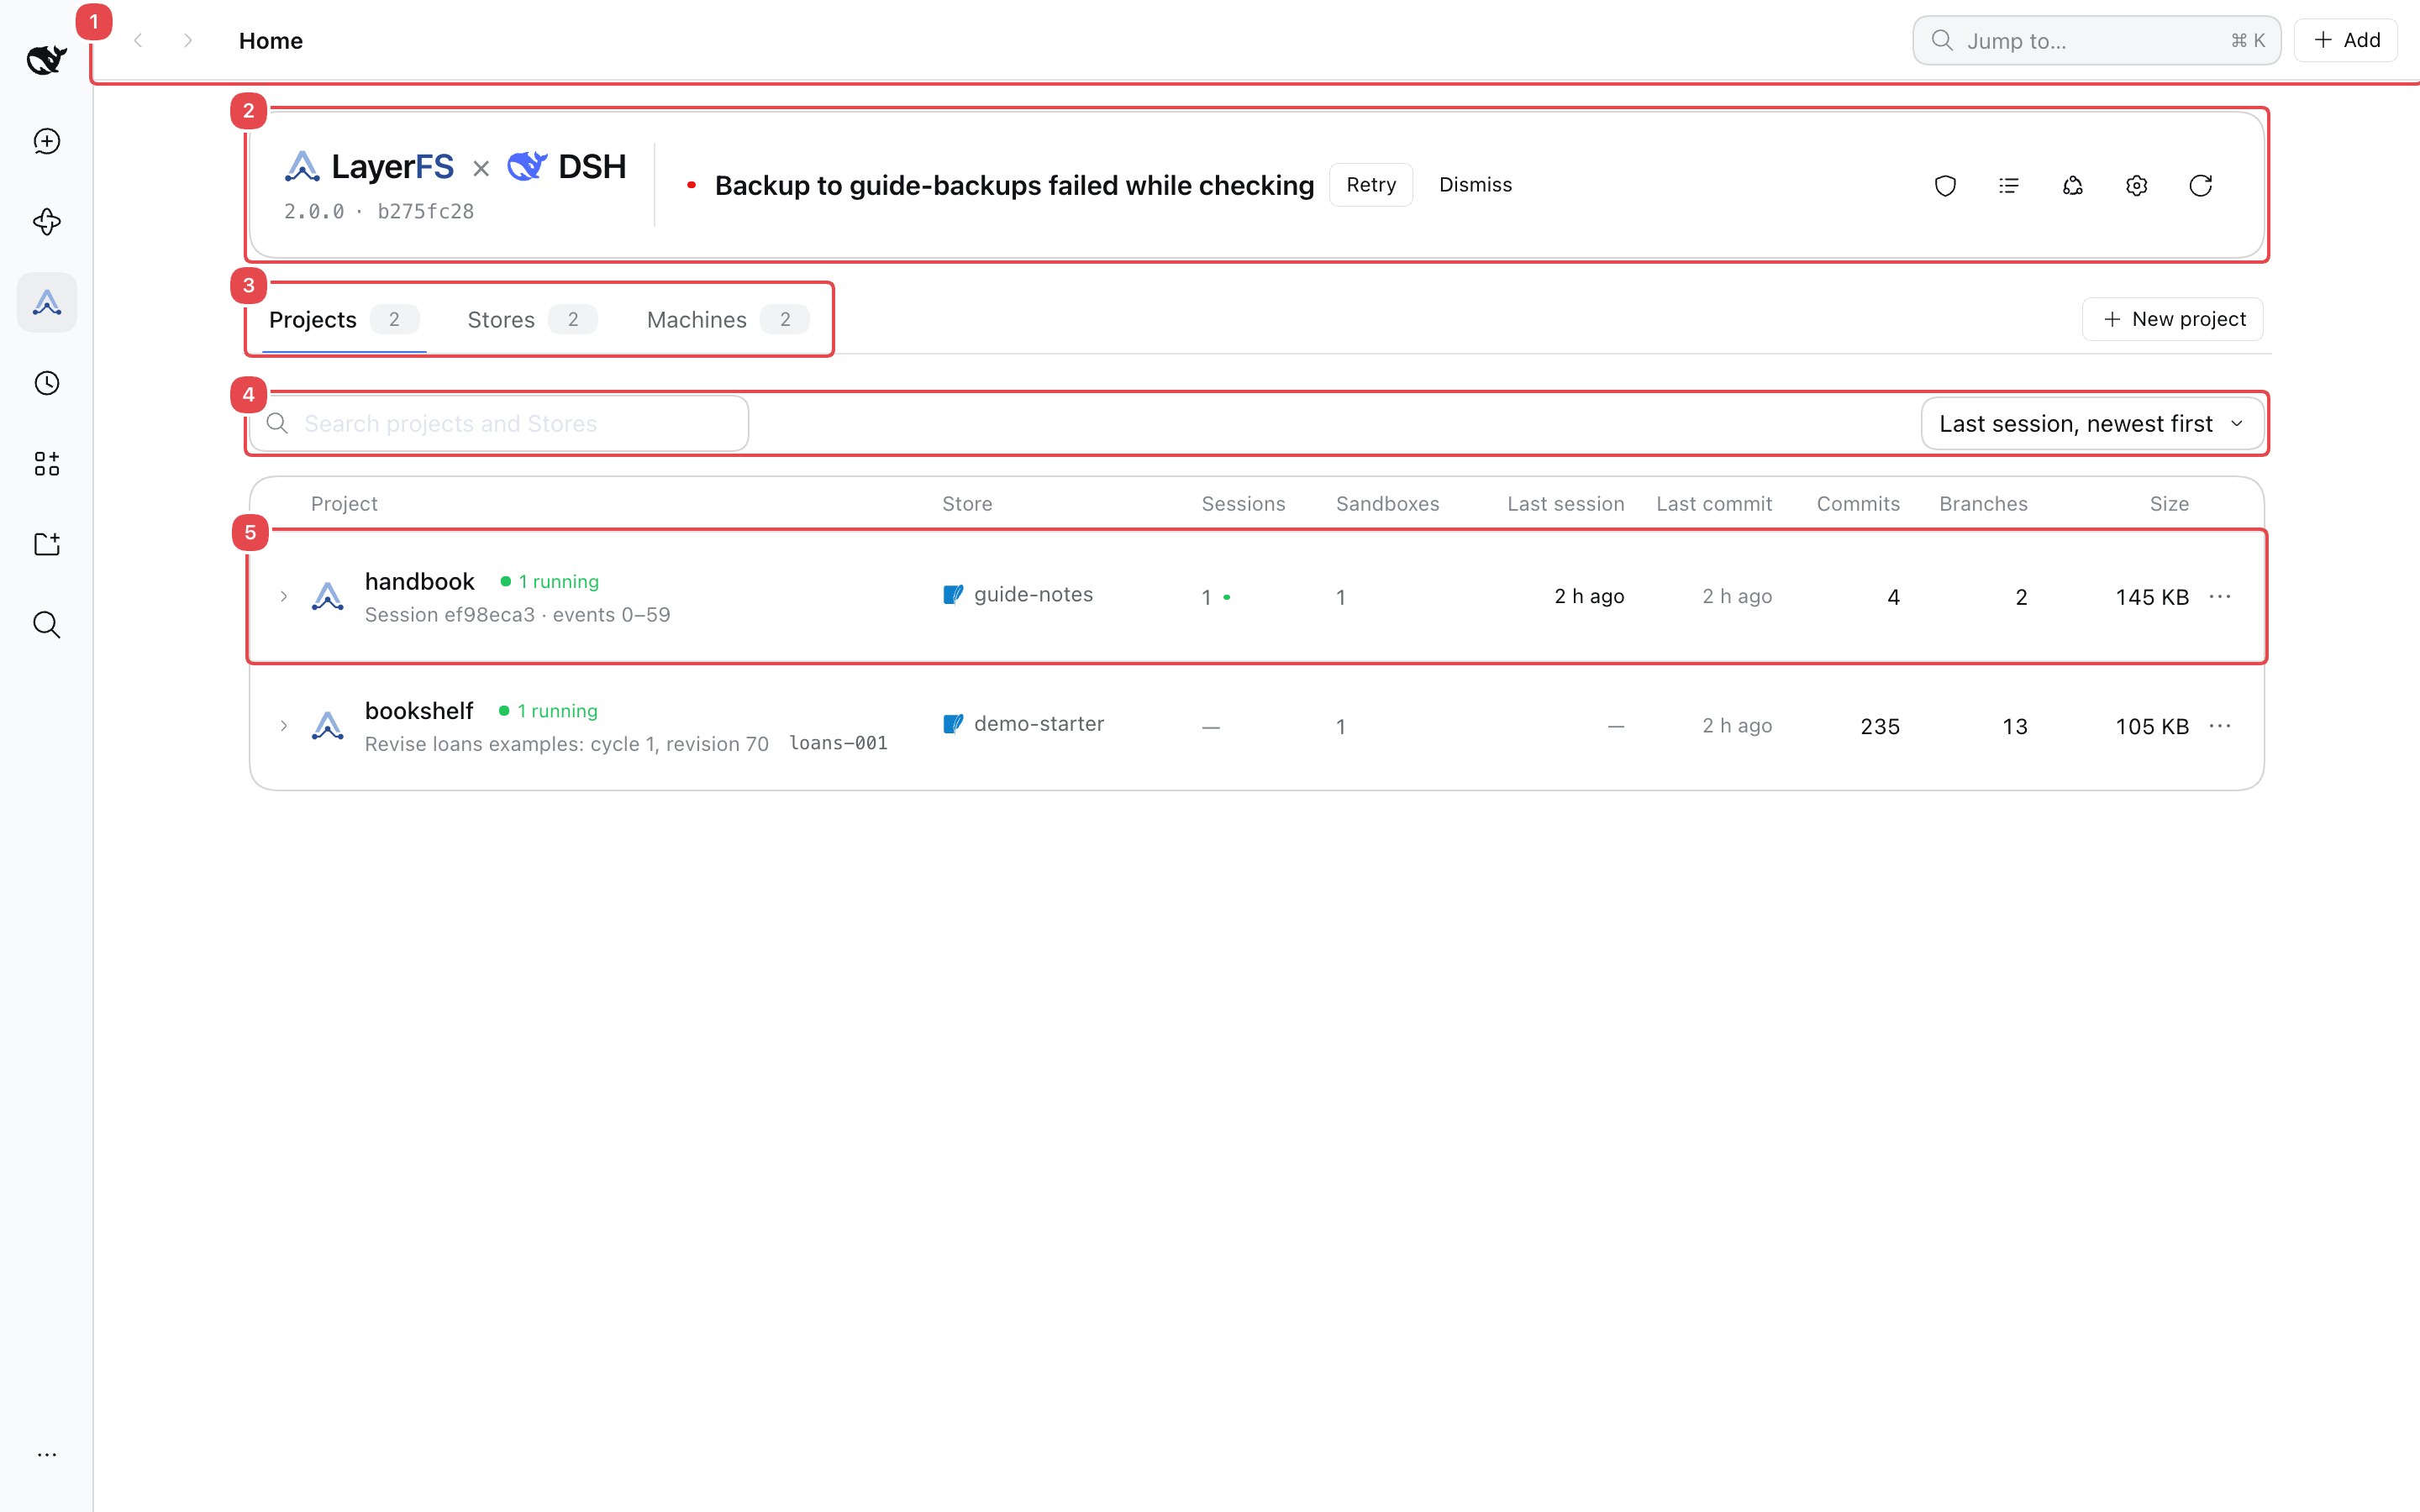 1
Home
Jump to...
⌘ K
+ Add
2
LayerFS × DSH
2.0.0 · b275fc28
Backup to guide-backups failed while checking
Retry
Dismiss
3
Projects 2
Stores 2
Machines 2
+ New project
4
Search projects and Stores
Last session, newest first
Project Store Sessions Sandboxes Last session Last commit Commits Branches Size
5
handbook 1 running
Session ef98eca3 · events 0–59
guide-notes 1 1 2 h ago 2 h ago 4 2 145 KB ···
bookshelf 1 running
Revise loans examples: cycle 1, revision 70 loans-001
demo-starter — 1 — 2 h ago 235 13 105 KB ···
···